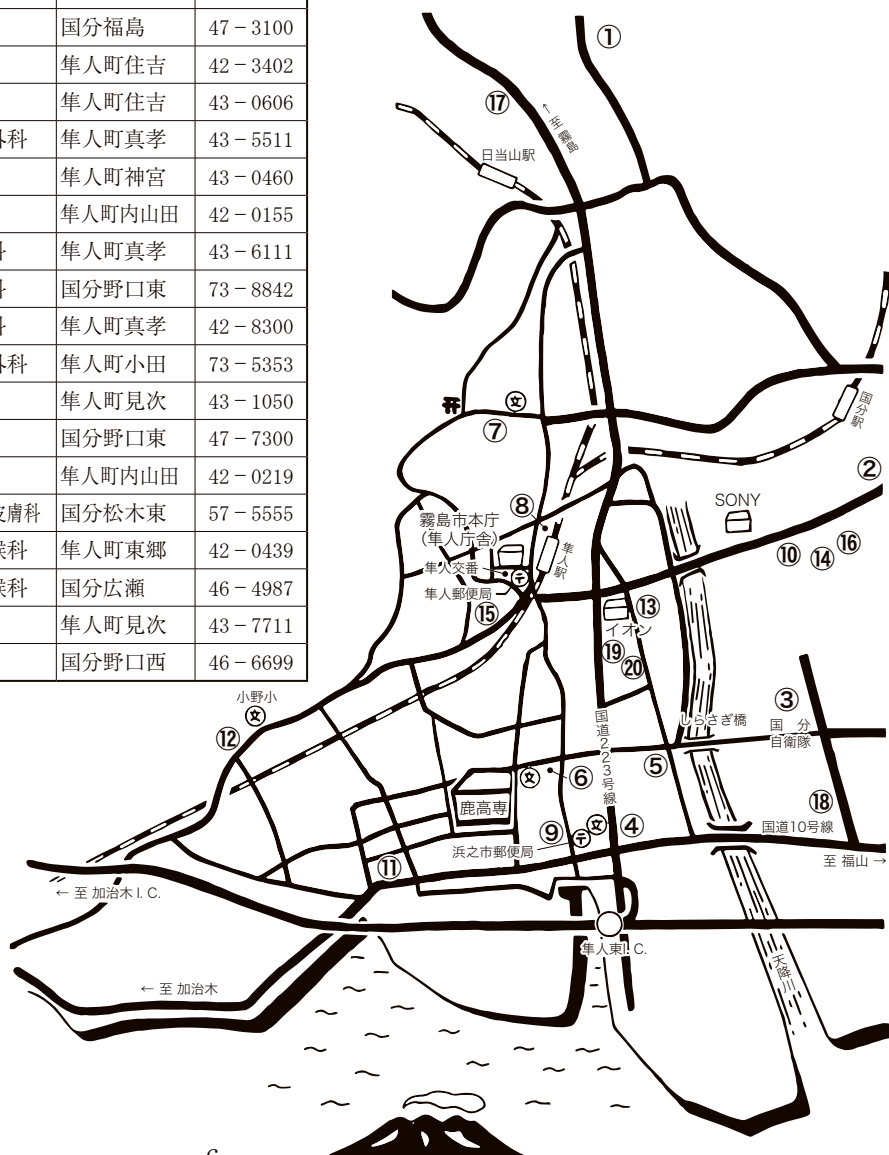 国分福島 47−3100
隼人町住吉 42−3402
隼人町住吉 43−0606
外科 隼人町真孝 43−5511
隼人町神宮 43−0460
隼人町内山田 42−0155
科 隼人町真孝 43−6111
科 国分野口東 73−8842
科 隼人町真孝 42−8300
外科 隼人町小田 73−5353
隼人町見次 43−1050
国分野口東 47−7300
隼人町内山田 42−0219
皮膚科 国分松木東 57−5555
科 隼人町東郷 42−0439
科 国分広瀬 46−4987
隼人町見次 43−7711
国分野口西 46−6699
①
⑰
←至 霧島
日当山駅
国分駅
文
⑦
②
SONY
⑧
霧島市本庁
(隼人庁舎)
隼人駅
⑯
⑩
⑭
隼人交番
〒
隼人郵便局
⑮
⑬
イオン
⑲
⑳
小野小
文
⑫
国道223号線
しらさぎ橋
③
国 分
自衛隊
文
⑥
⑤
鹿高専
⑱
⑨
文
④
〒
国道10号線
浜之市郵便局
至 福山→
⑪
← 至 加治木 I. C.
隼人東I. C.
天降川
← 至 加治木